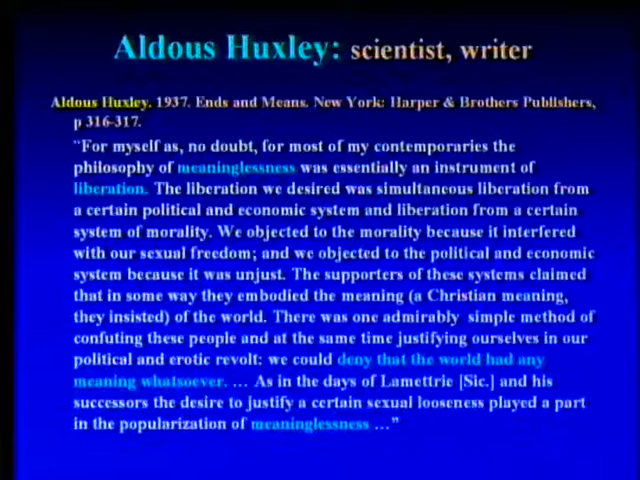 Aldous Huxley: scientist, writer
Aldous Huxley. 1937. Ends and Means. New York: Harper & Brothers Publishers,
p 316-317.
"For myself as, no doubt, for most of my contemporaries the
philosophy of meaninglessness was essentially an instrument of
liberation. The liberation we desired was simultaneous liberation from
a certain political and economic system and liberation from a certain
system of morality. We objected to the morality because it interfered
with our sexual freedom; and we objected to the political and economic
system because it was unjust. The supporters of these systems claimed
that in some way they embodied the meaning (a Christian meaning,
they insisted) of the world. There was one admirably simple method of
confuting these people and at the same time justifying ourselves in our
political and erotic revolt: we could deny that the world had any
meaning whatsoever. ... As in the days of Lamettrie [Sic.] and his
successors the desire to justify a certain sexual looseness played a part
in the popularization of meaninglessness ..."